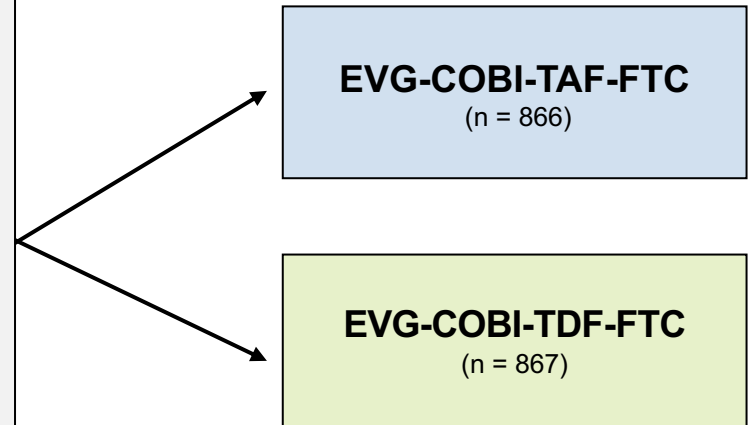 EVG-COBI-TAF-FTC
(n = 866)
EVG-COBI-TDF-FTC
(n = 867)